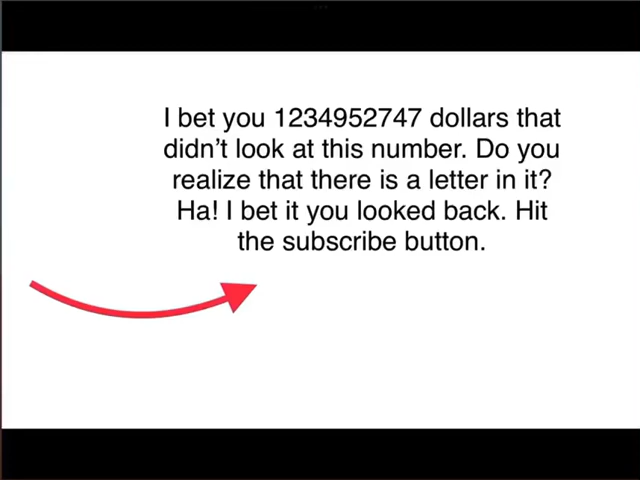 I bet you 1234952747 dollars that
didn't look at this number. Do you
realize that there is a letter in it?
Ha! I bet it you looked back. Hit
the subscribe button.